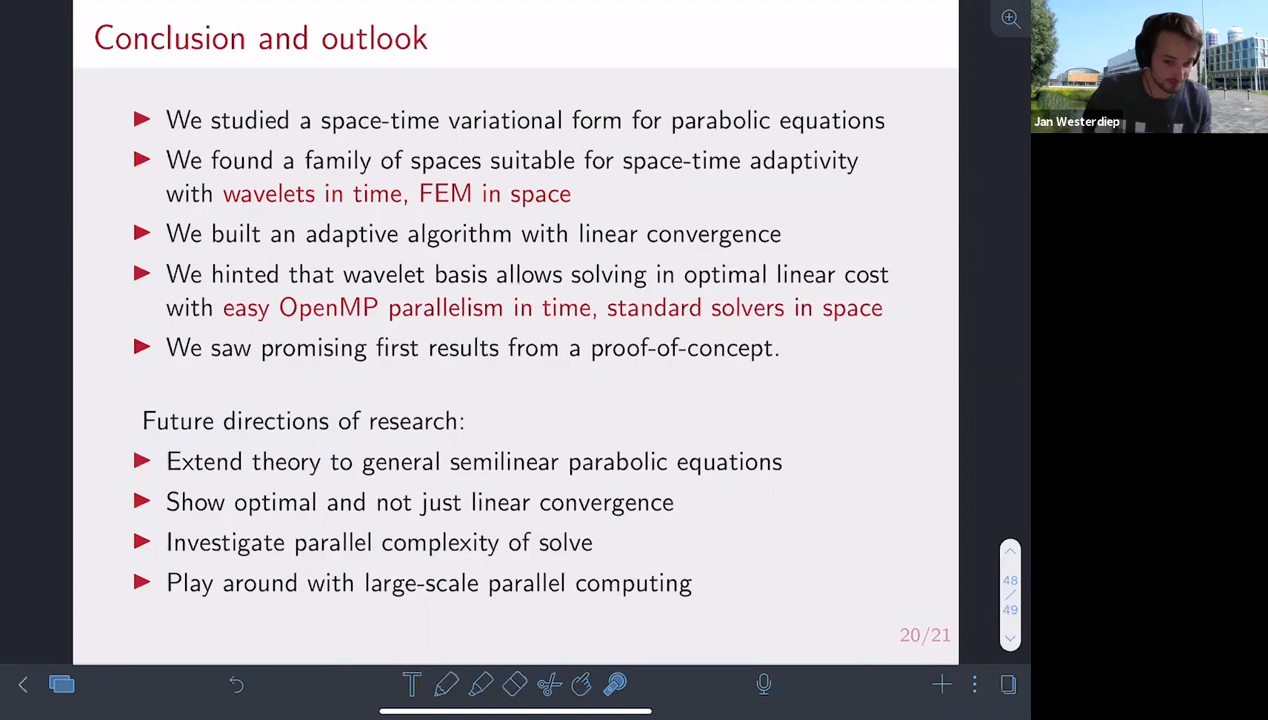 Conclusion and outlook
We studied a space-time variational form for parabolic equations
We found a family of spaces suitable for space-time adaptivity
with wavelets in time, FEM in space
We built an adaptive algorithm with linear convergence
We hinted that wavelet basis allows solving in optimal linear cost
with easy OpenMP parallelism in time, standard solvers in space
We saw promising first results from a proof-of-concept.
Future directions of research:
Extend theory to general semilinear parabolic equations
Show optimal and not just linear convergence
Investigate parallel complexity of solve
Play around with large-scale parallel computing
20/21
48
/
49
T
Jan Westerdiep